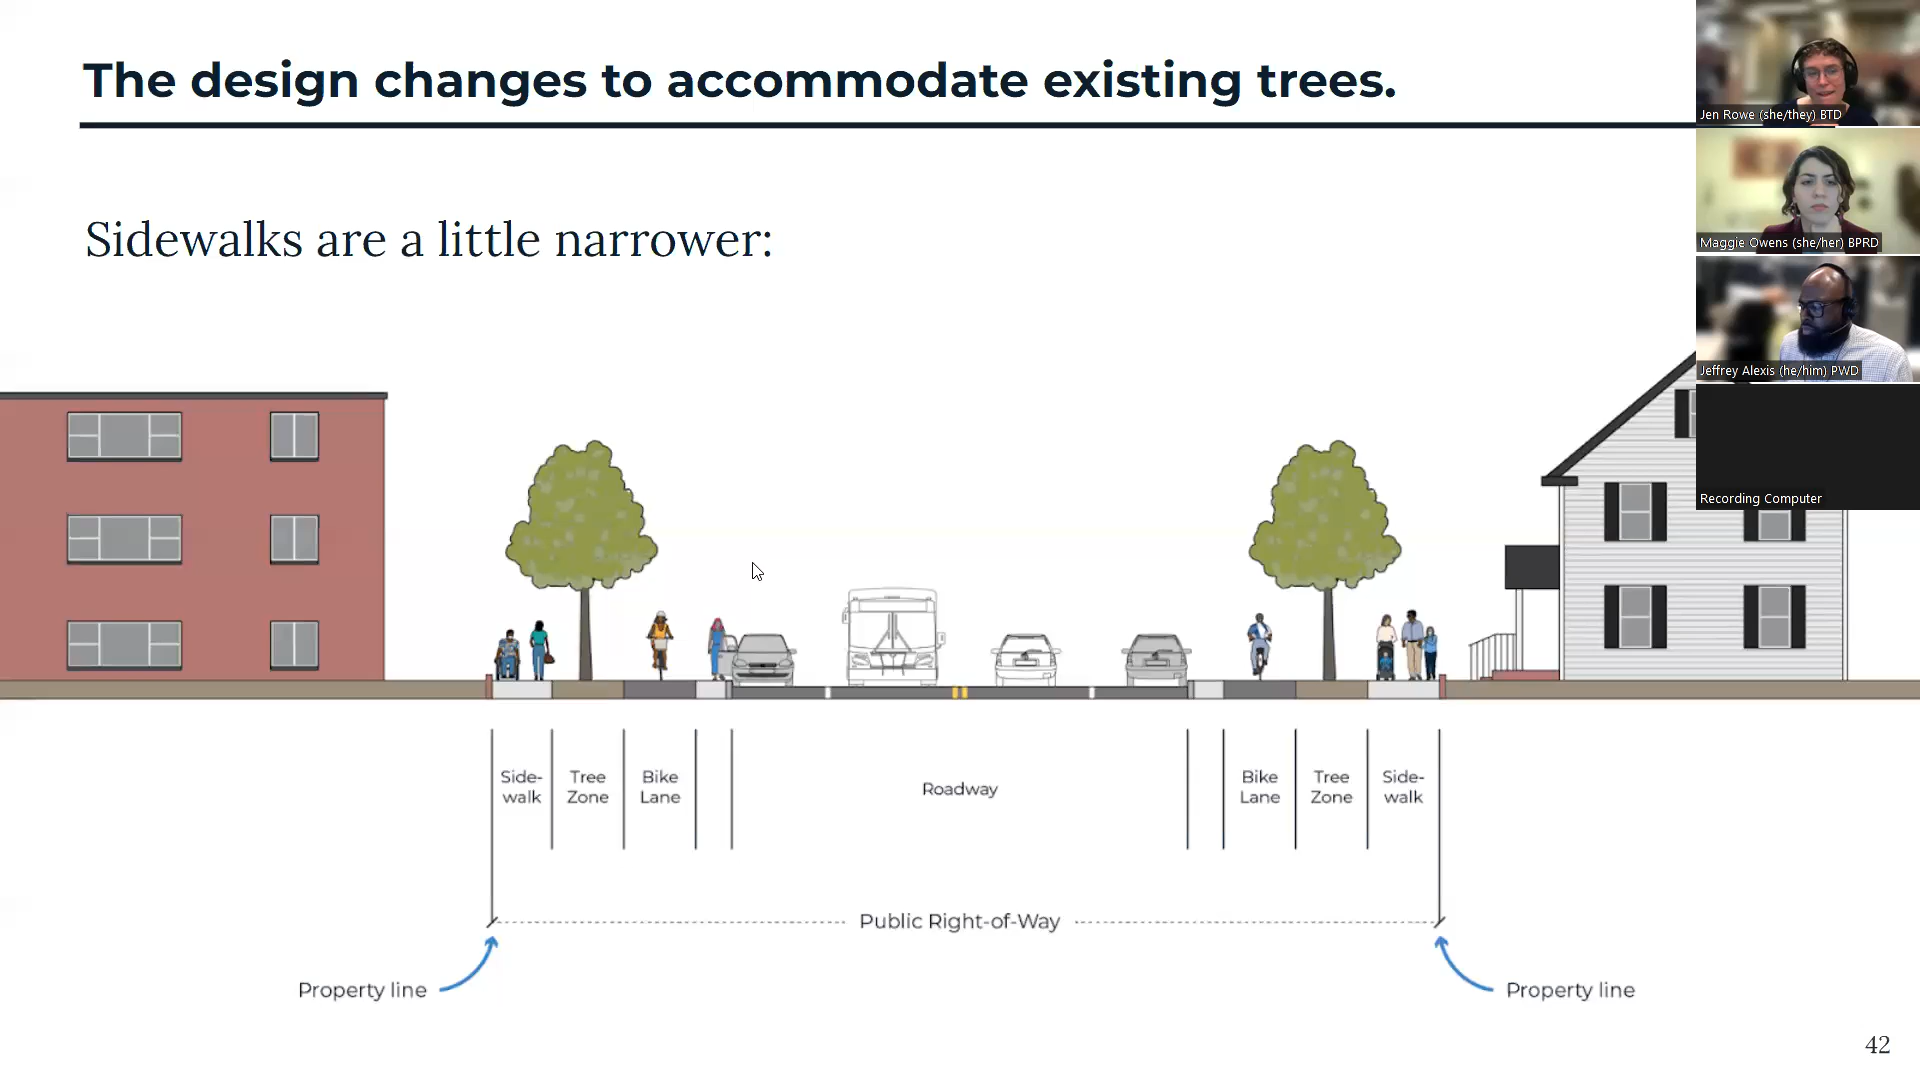 The design changes to accommodate existing trees.
Sidewalks are a little narrower:
Jen Rowe (she/they) BTD
Maggie Owens (she/her) BPRD
Jeffrey Alexis (he/him) PWD
Recording Computer
Side-
walk
Tree
Zone
Bike
Lane
Roadway
Bike
Lane
Tree
Zone
Side-
walk
Public Right-of-Way
Property line
Property line
42